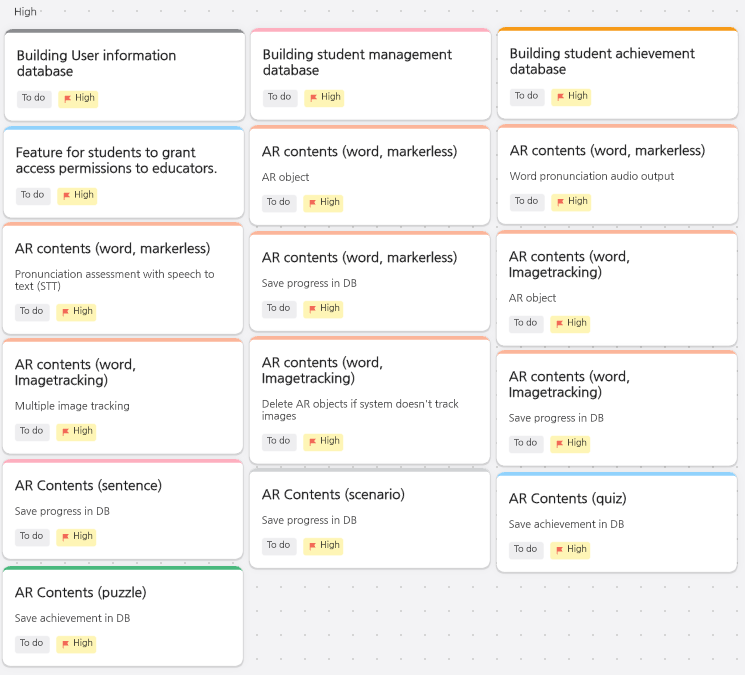 High
Building User information
database
To do High
Building student management
database
To do High
Building student achievement
database
To do High
Feature for students to grant
access permissions to educators.
To do High
AR contents (word, markerless)
AR object
To do High
AR contents (word, markerless)
Word pronunciation audio output
To do High
AR contents (word, markerless)
Pronunciation assessment with speech to
text (STT)
To do High
AR contents (word, markerless)
Save progress in DB
To do High
AR contents (word,
Imagetracking)
AR object
To do High
AR contents (word,
Imagetracking)
Multiple image tracking
To do High
AR contents (word,
Imagetracking)
Delete AR objects if system doesn't track
images
To do High
AR contents (word,
Imagetracking)
Save progress in DB
To do High
AR Contents (sentence)
Save progress in DB
To do High
AR Contents (scenario)
Save progress in DB
To do High
AR Contents (quiz)
Save achievement in DB
To do High
AR Contents (puzzle)
Save achievement in DB
To do High